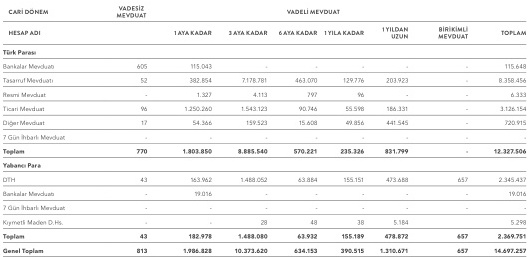 CARİ DÖNEM VADESİZ MEVDUAT VADELİ MEVDUAT
HESAP ADI 1 AYA KADAR 3 AYA KADAR 6 AYA KADAR 1 YILA KADAR 1 YILDAN UZUN BİRİKİMLİ MEVDUAT TOPLAM
Türk Parası
Bankalar Mevduatı 605 115.043 - - - - - 115.648
Tasarruf Mevduatı 52 382.854 7.178.781 463.070 129.776 203.923 - 8.358.456
Resmi Mevduat - 1.327 4.113 797 96 - - 6.333
Ticari Mevduat 96 1.250.260 1.543.123 90.746 55.598 186.331 - 3.126.154
Diğer Mevduat 17 54.366 159.523 15.608 49.856 441.545 - 720.915
7 Gün İhbarlı Mevduat - - - - - - - -
Toplam 770 1.803.850 8.885.540 570.221 235.326 831.799 - 12.327.506
Yabancı Para
DTH 43 163.962 1.488.052 63.884 155.151 473.688 657 2.345.437
Bankalar Mevduatı - 19.016 - - - - - 19.016
7 Gün İhbarlı Mevduat - - - - - - - -
Kıymetli Maden D.Hs. - - 28 48 38 5.184 - 5.298
Toplam 43 182.978 1.488.080 63.932 155.189 478.872 657 2.369.751
Genel Toplam 813 1.986.828 10.373.620 634.153 390.515 1.310.671 657 14.697.257